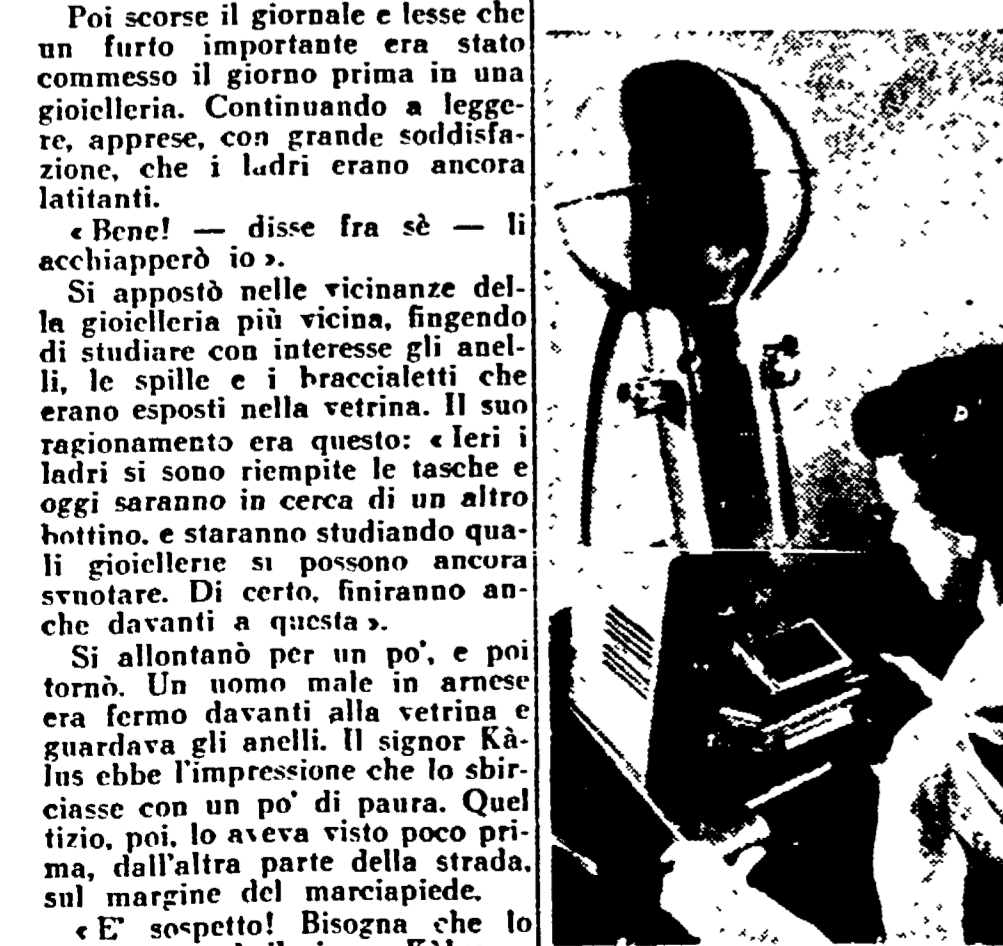 Poi scorse il giornale e lesse che
un furto importante era stato
commesso il giorno prima in una
gioielleria. Continuando a legge-
re, apprese, con grande soddisfa-
zione, che i ladri erano ancora
latitanti.
« Bene! — disse fra sè — li
acchiapperò io ».
Si appostò nelle vicinanze del-
la gioielleria più vicina, fingendo
di studiare con interesse gli anel-
li, le spille e i braccialetti che
erano esposti nella vetrina. Il suo
ragionamento era questo: « Ieri i
ladri si sono riempite le tasche e
oggi saranno in cerca di un altro
bottino, e staranno studiando qua-
li gioiellerie si possono ancora
svuotare. Di certo, finiranno an-
che davanti a questa ».
Si allontanò per un po', e poi
tornò. Un uomo male in arnese
era fermo davanti alla vetrina e
guardava gli anelli. Il signor Kà-
lus ebbe l'impressione che lo sbir-
ciasse con un po' di paura. Quel
tizio, poi, lo aveva visto poco pri-
ma, dall'altra parte della strada,
sul margine del marciapiede.
« E' sospetto! Bisogna che lo